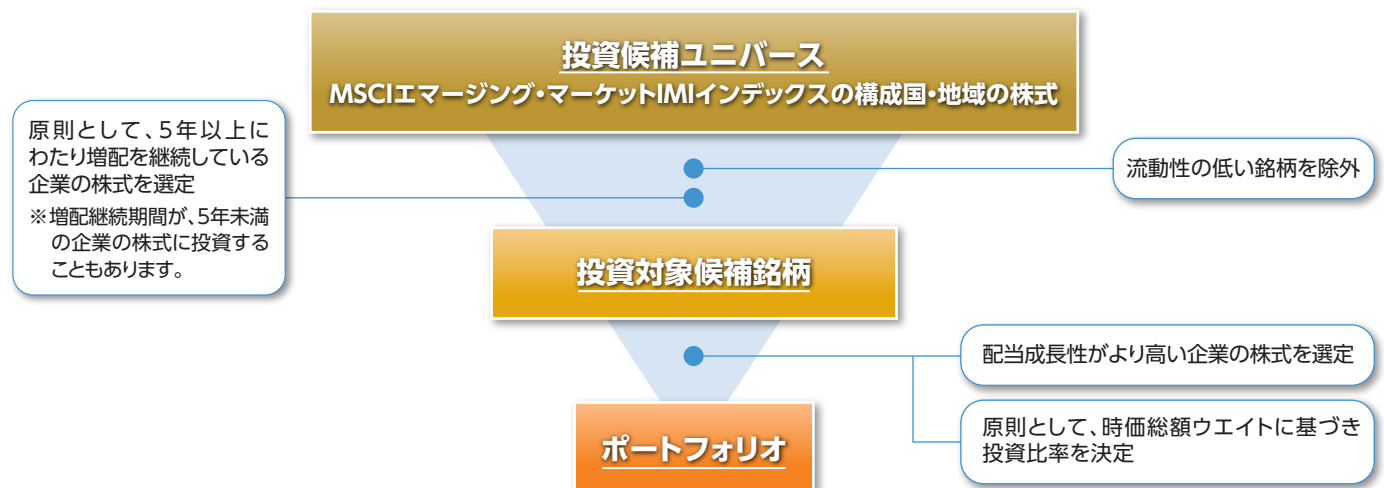 投資候補ユニバース
MSCIエマージング・マーケットIMIインデックスの構成国・地域の株式
原則として、5年以上に
わたり増配を継続している
企業の株式を選定
※増配継続期間が、5年未満
の企業の株式に投資する
こともあります。
流動性の低い銘柄を除外
投資対象候補銘柄
配当成長性がより高い企業の株式を選定
原則として、時価総額ウエイトに基づき
投資比率を決定
ポートフォリオ